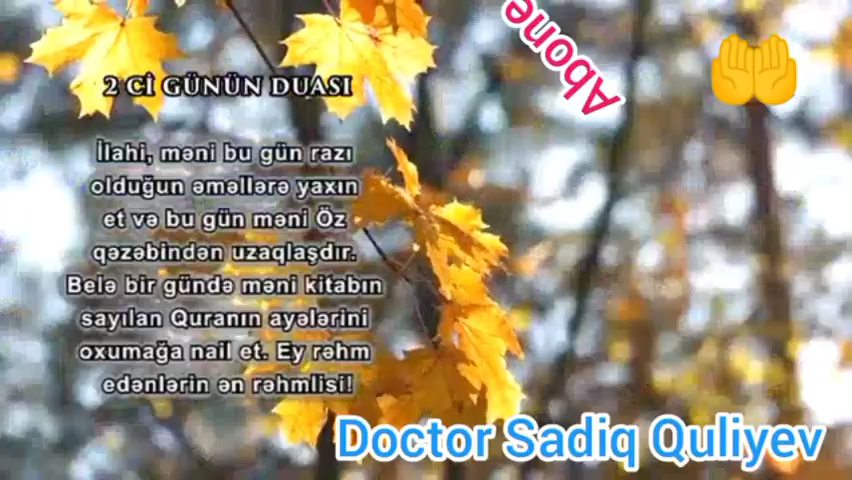 Abone
2 Cİ GÜNÜN DUASI
İlahi, məni bu gün razı
olduğun əməllərə yaxın
et və bu gün məni Öz
qəzəbindən uzaqlaşdır.
Belə bir gündə məni kitabın
sayılan Quranın ayələrini
oxumağa nail et. Ey rəhm
edənlərin ən rəhmlisi!
Doctor Sadiq Quliyev